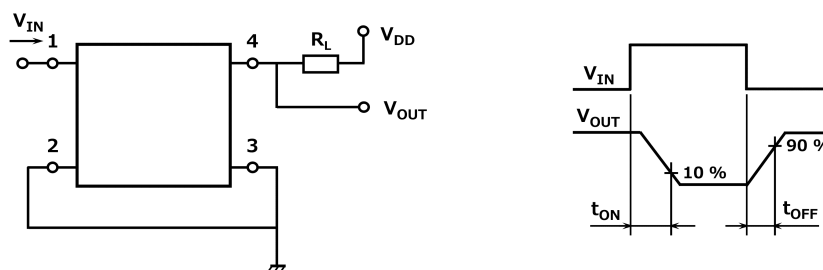 V_IN
1
4
R_L
V_DD
V_OUT
2
3
V_IN
V_OUT
10 %
90 %
t_ON
t_OFF